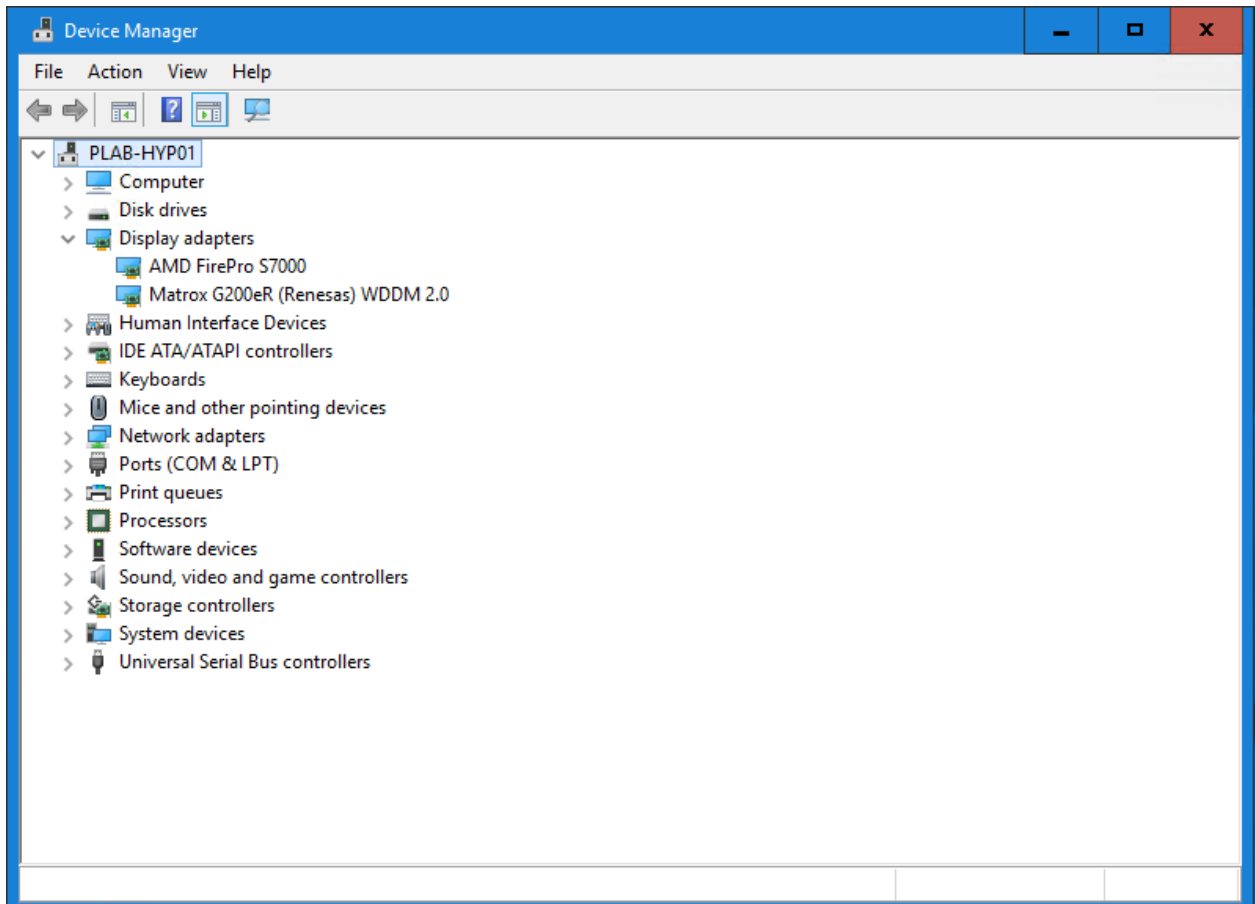 Device Manager
File Action View Help
PLAB-HYP01
Computer
Disk drives
Display adapters
AMD FirePro S7000
Matrox G200eR (Renesas) WDDM 2.0
Human Interface Devices
IDE ATA/ATAPI controllers
Keyboards
Mice and other pointing devices
Network adapters
Ports (COM & LPT)
Print queues
Processors
Software devices
Sound, video and game controllers
Storage controllers
System devices
Universal Serial Bus controllers